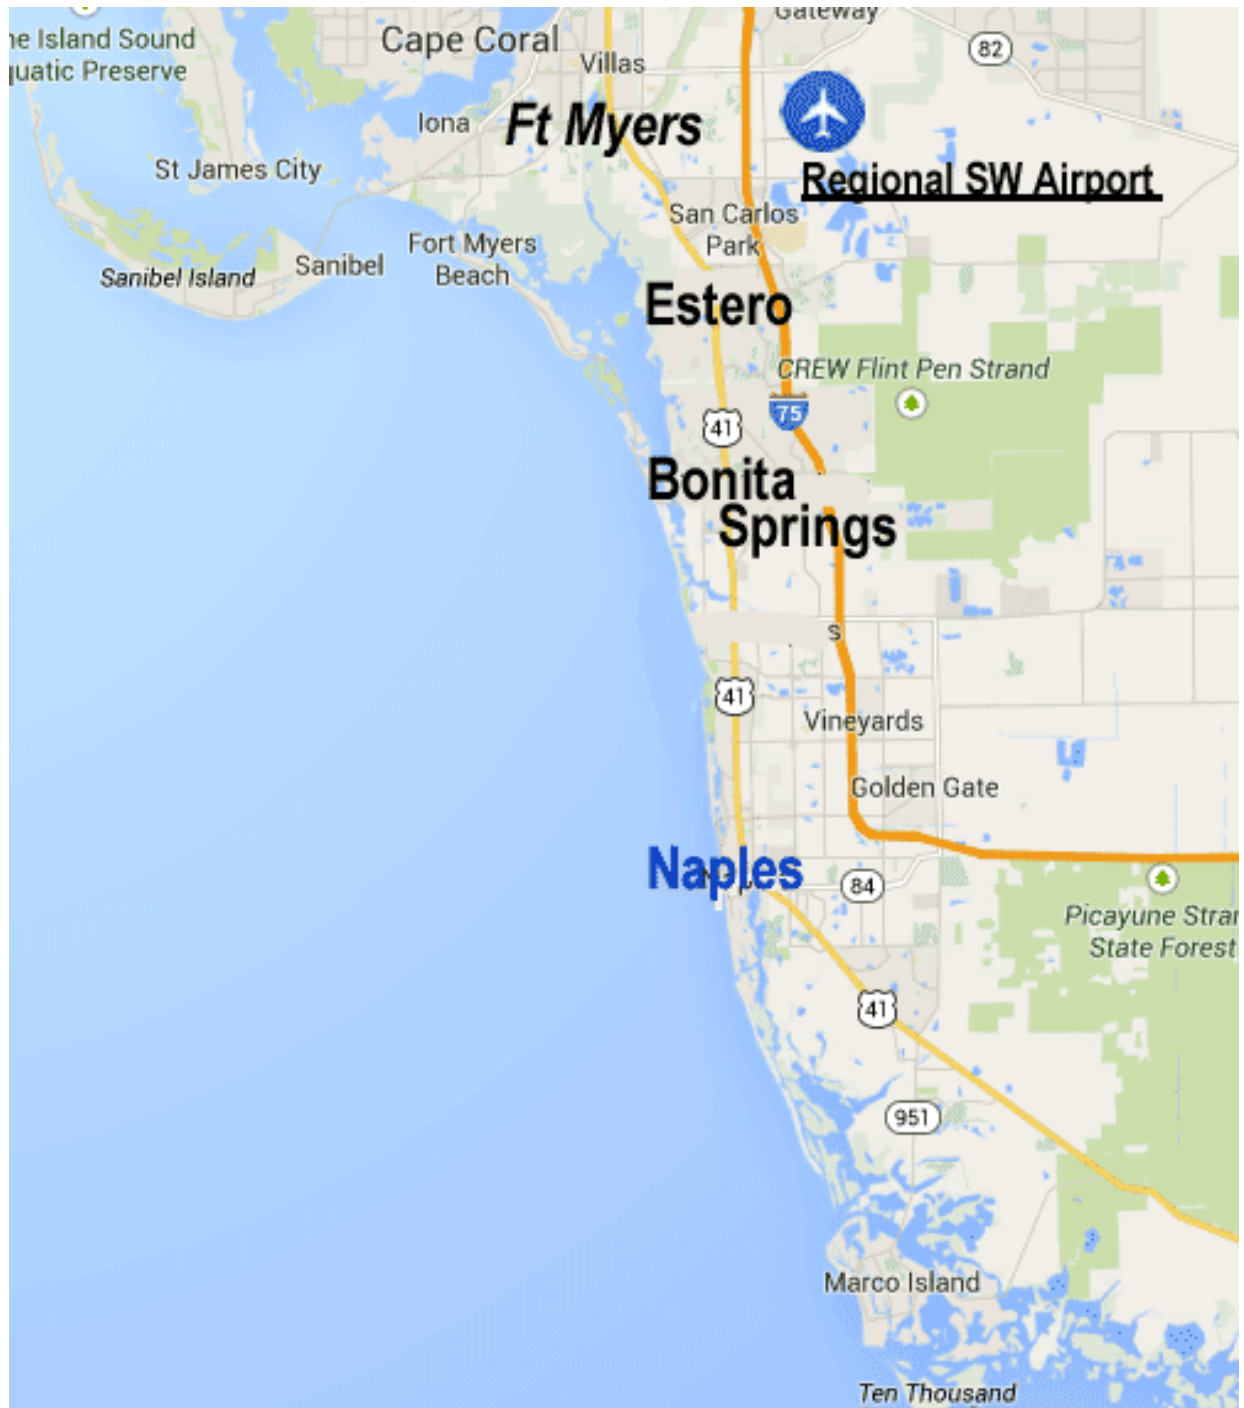 Gateway
ne Island Sound
quatic Preserve
Cape Coral
Villas
82
Iona
Ft Myers
St James City
Regional SW Airport
San Carlos
Park
Fort Myers
Beach
Sanibel
Sanibel Island
Estero
CREW Flint Pen Strand
75
41
Bonita
Springs
S
41
Vineyards
Golden Gate
Naples
84
Picayune Stran
State Forest
41
951
Marco Island
Ten Thousand